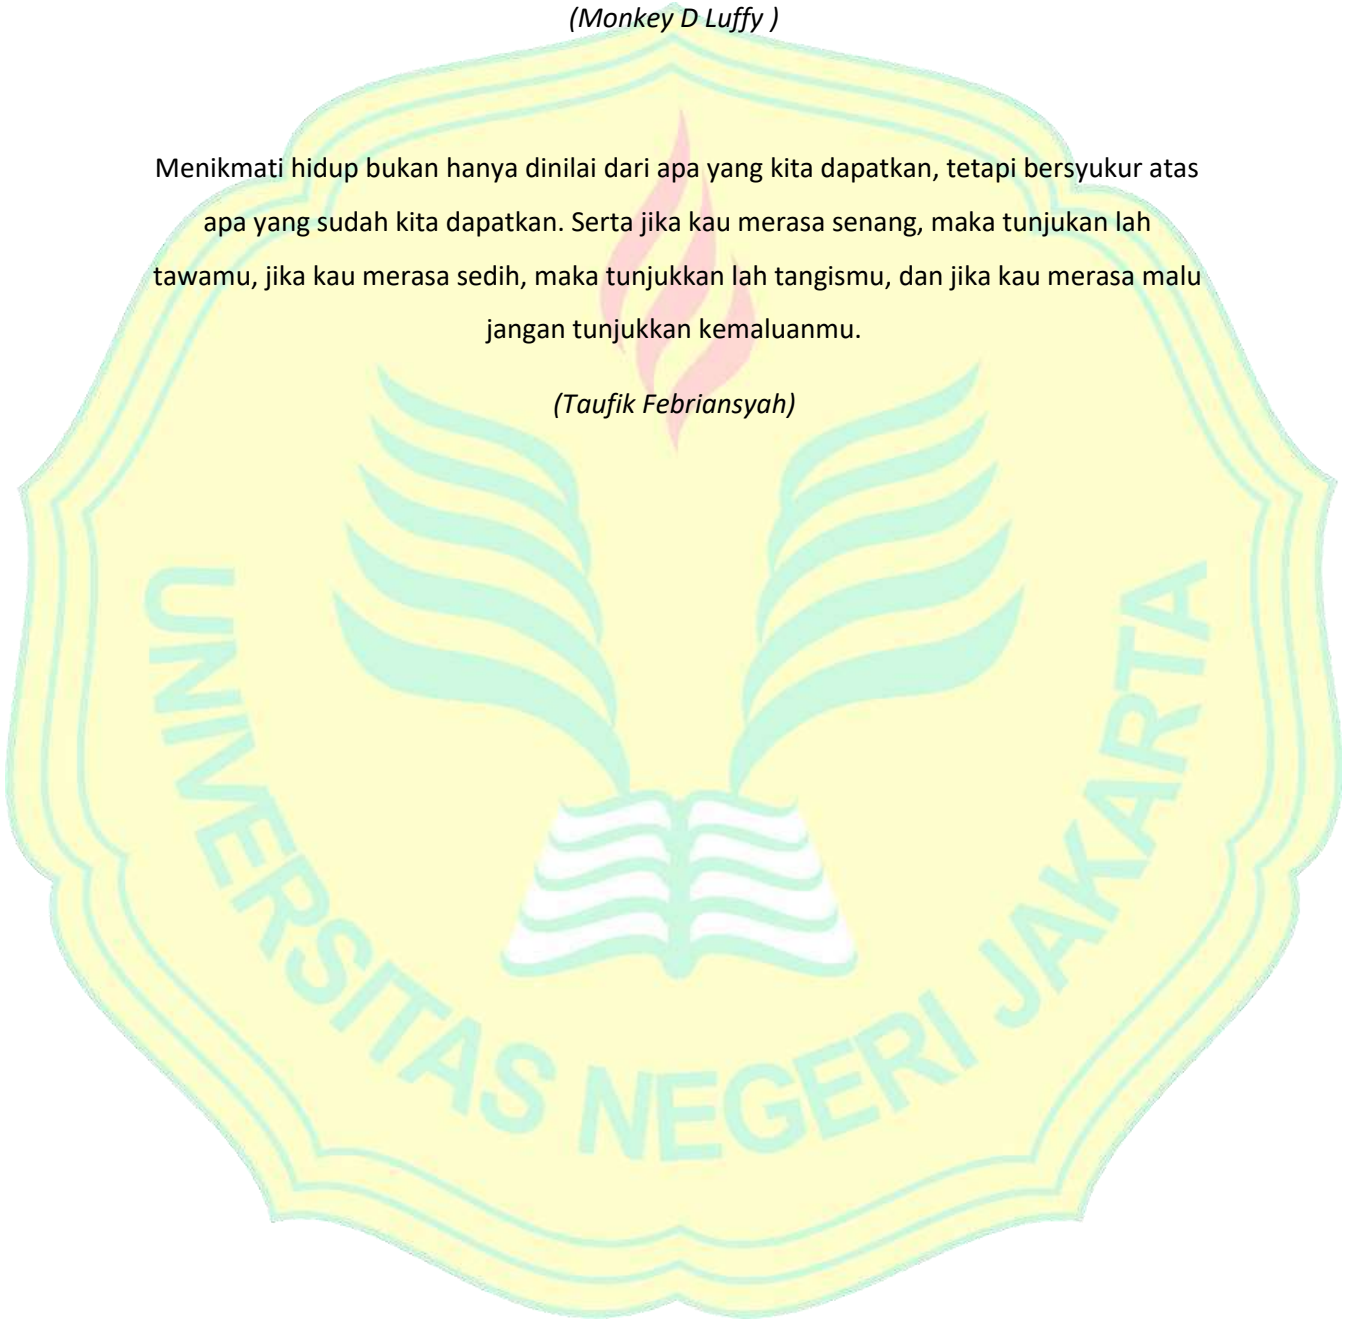 (Monkey D Luffy )
Menikmati hidup bukan hanya dinilai dari apa yang kita dapatkan, tetapi bersyukur atas
apa yang sudah kita dapatkan. Serta jika kau merasa senang, maka tunjukan lah
tawamu, jika kau merasa sedih, maka tunjukkan lah tangismu, dan jika kau merasa malu
jangan tunjukkan kemaluanmu.
(Taufik Febriansyah)
UNIVERSITAS NEGERI JAKARTA